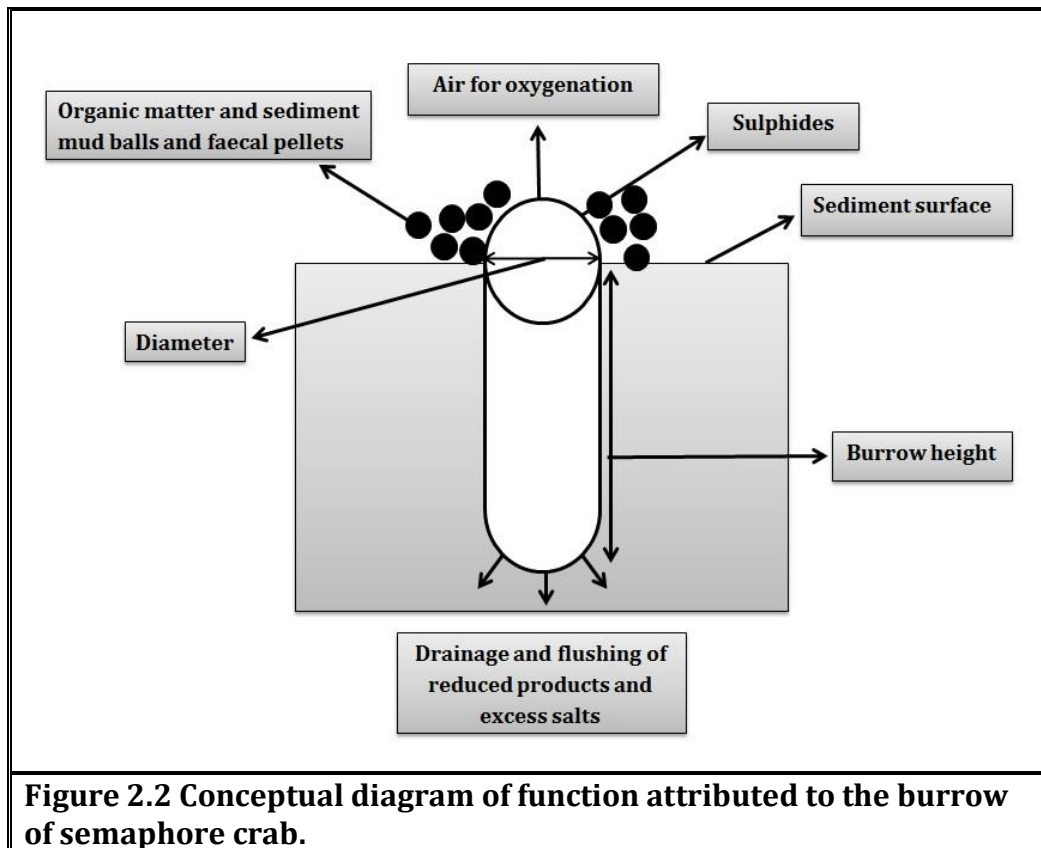 Air for oxygenation
Organic matter and sediment
mud balls and faecal pellets
Sulphides
Sediment surface
Diameter
Burrow height
Drainage and flushing of
reduced products and
excess salts
Figure 2.2 Conceptual diagram of function attributed to the burrow
of semaphore crab.